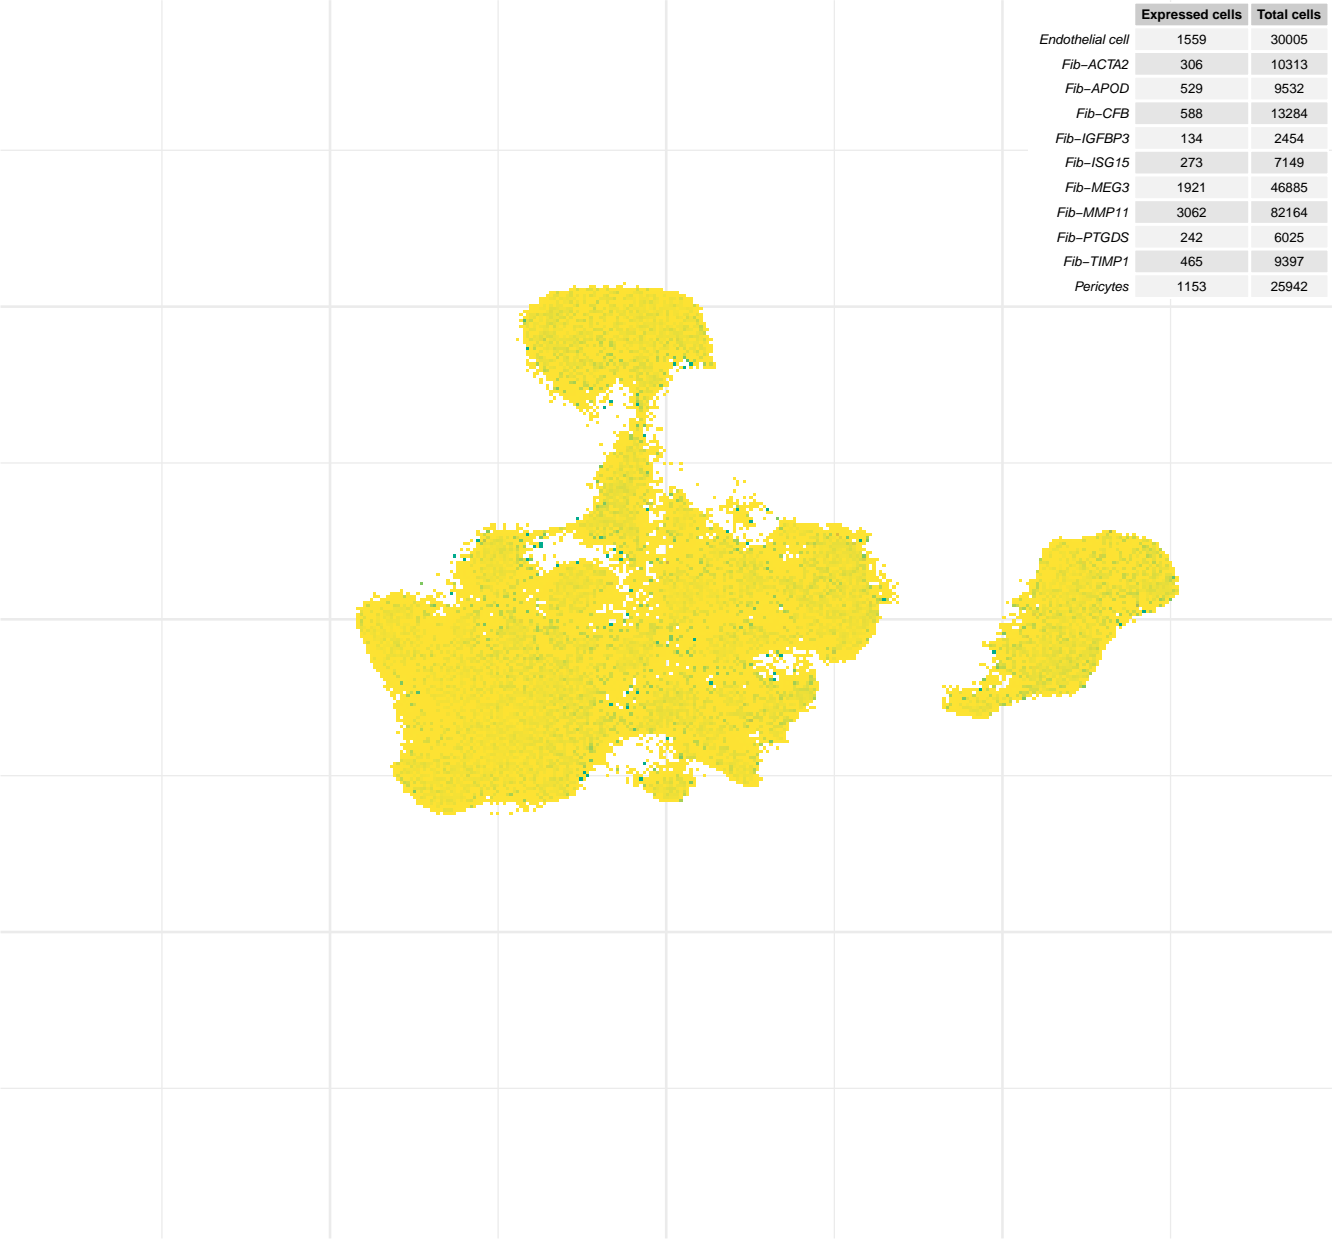 Expressed cells Total cells
Endothelial cell 1559 30005
Fib−ACTA2 306 10313
Fib−APOD 529 9532
Fib−CFB 588 13284
Fib−IGFBP3 134 2454
Fib−ISG15 273 7149
Fib−MEG3 1921 46885
Fib−MMP11 3062 82164
Fib−PTGDS 242 6025
Fib−TIMP1 465 9397
Pericytes 1153 25942